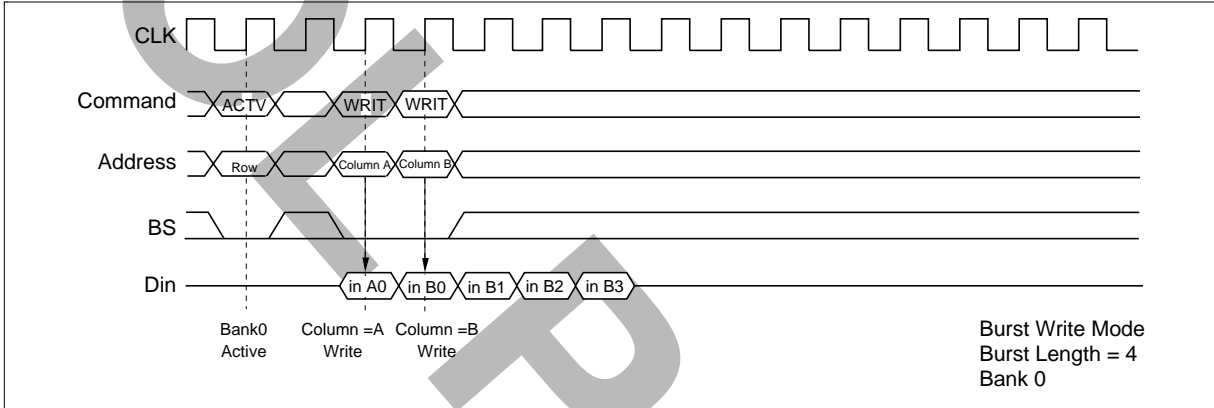 CLK
Command ACTV WRIT WRIT
Address Row Column A Column B
BS
Din in A0 in B0 in B1 in B2 in B3
Bank0 Column =A Column =B
Active Write Write
Burst Write Mode
Burst Length = 4
Bank 0